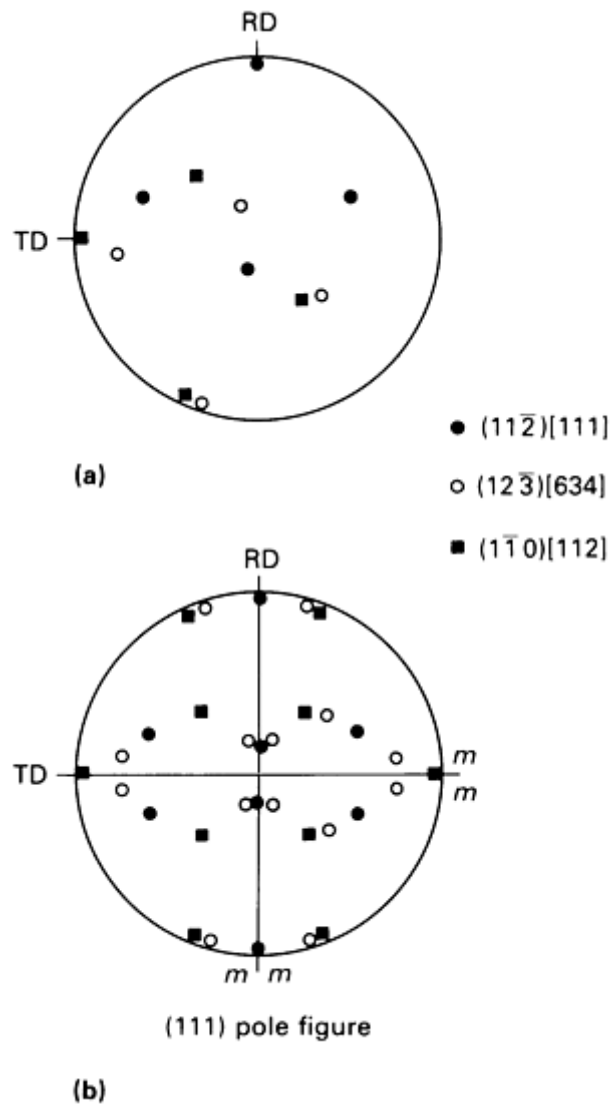 RD
TD
(a)
● (112̄)[111]
○ (123̄)[634]
■ (11̄0)[112]
RD
TD
m
m
m m
(111) pole figure
(b)